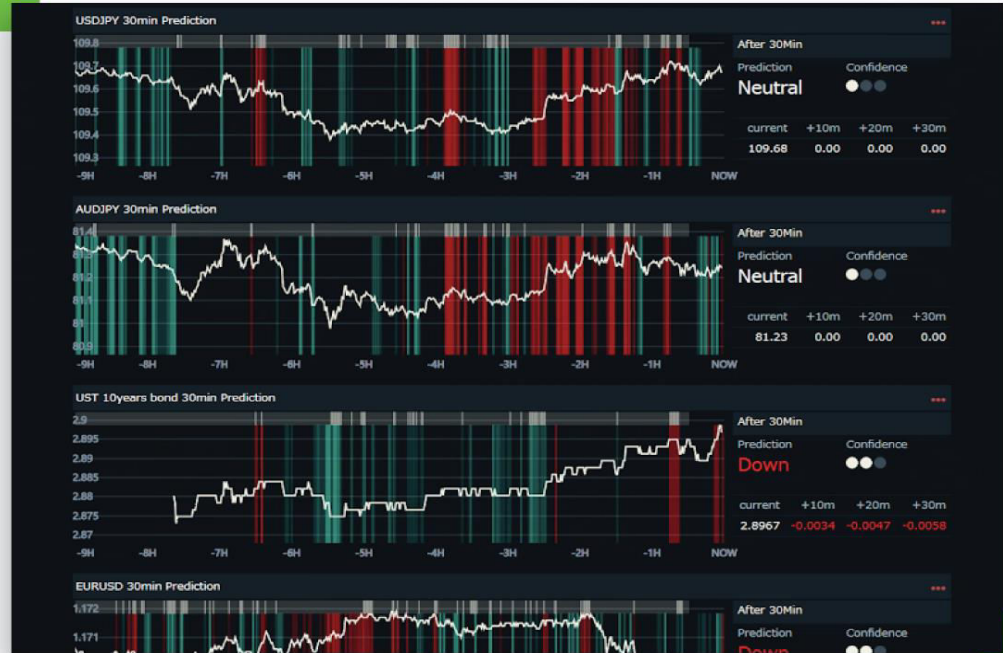 USDJPY 30min Prediction
109.8
109.7
109.6
109.5
109.4
109.3
-9H -8H -7H -6H -5H -4H -3H -2H -1H NOW
After 30Min
Prediction Confidence
Neutral
current +10m +20m +30m
109.68 0.00 0.00 0.00
AUDJPY 30min Prediction
81.4
81.3
81.2
81.1
81
80.9
-9H -8H -7H -6H -5H -4H -3H -2H -1H NOW
After 30Min
Prediction Confidence
Neutral
current +10m +20m +30m
81.23 0.00 0.00 0.00
UST 10years bond 30min Prediction
2.9
2.895
2.89
2.885
2.88
2.875
2.87
-9H -8H -7H -6H -5H -4H -3H -2H -1H NOW
After 30Min
Prediction Confidence
Down
current +10m +20m +30m
2.8967 -0.0034 -0.0047 -0.0058
EURUSD 30min Prediction
1.172
1.171
After 30Min
Prediction Confidence
Down